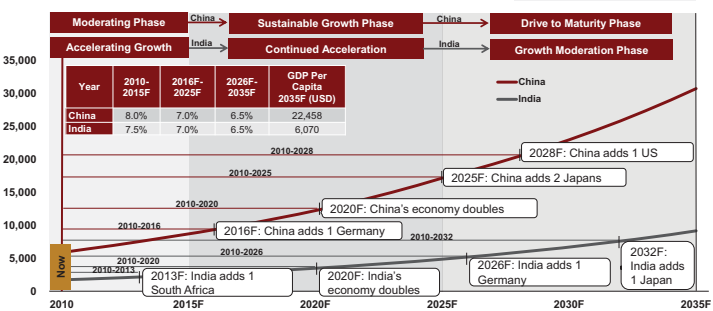 Moderating Phase China Sustainable Growth Phase China Drive to Maturity Phase
Accelerating Growth India Continued Acceleration India Growth Moderation Phase
35,000
30,000
25,000
20,000
15,000
10,000
5,000
0
Year 2010-2015F 2016F-2025F 2026F-2035F GDP Per Capita 2035F (USD)
China 8.0% 7.0% 6.5% 22,458
India 7.5% 7.0% 6.5% 6,070
China
India
2010-2028
2028F: China adds 1 US
2010-2025
2025F: China adds 2 Japans
2010-2020
2020F: China's economy doubles
2010-2016
2016F: China adds 1 Germany
2010-2032
2010-2026
2010-2020
2010-2013
Now
2013F: India adds 1
South Africa
2020F: India's
economy doubles
2026F: India adds 1
Germany
2032F:
India adds
1 Japan
2010 2015F 2020F 2025F 2030F 2035F